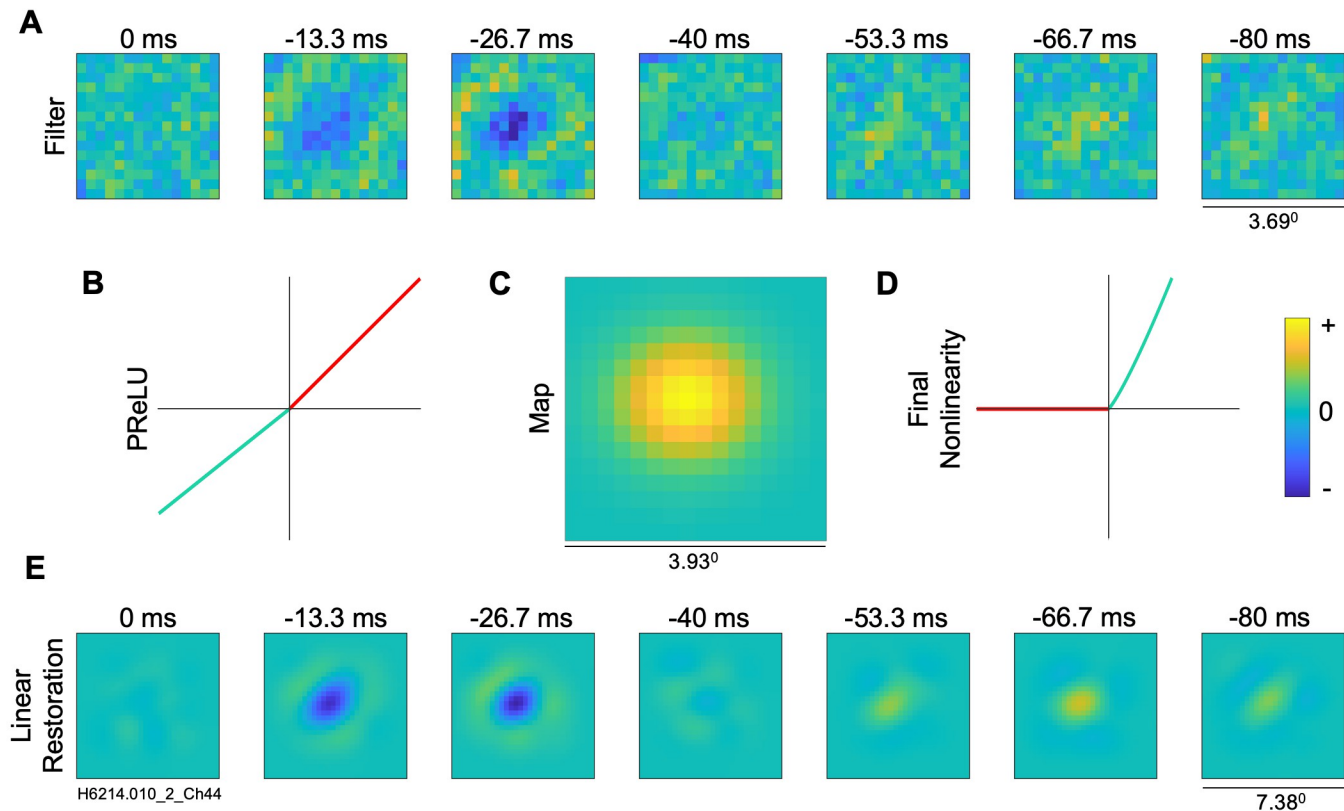 A
0 ms -13.3 ms -26.7 ms -40 ms -53.3 ms -66.7 ms -80 ms
Filter
3.69⁰
B
PReLU
C
Map
3.93⁰
D
Final
Nonlinearity
+
0
-
E
0 ms -13.3 ms -26.7 ms -40 ms -53.3 ms -66.7 ms -80 ms
Linear
Restoration
H6214.010_2_Ch44
7.38⁰